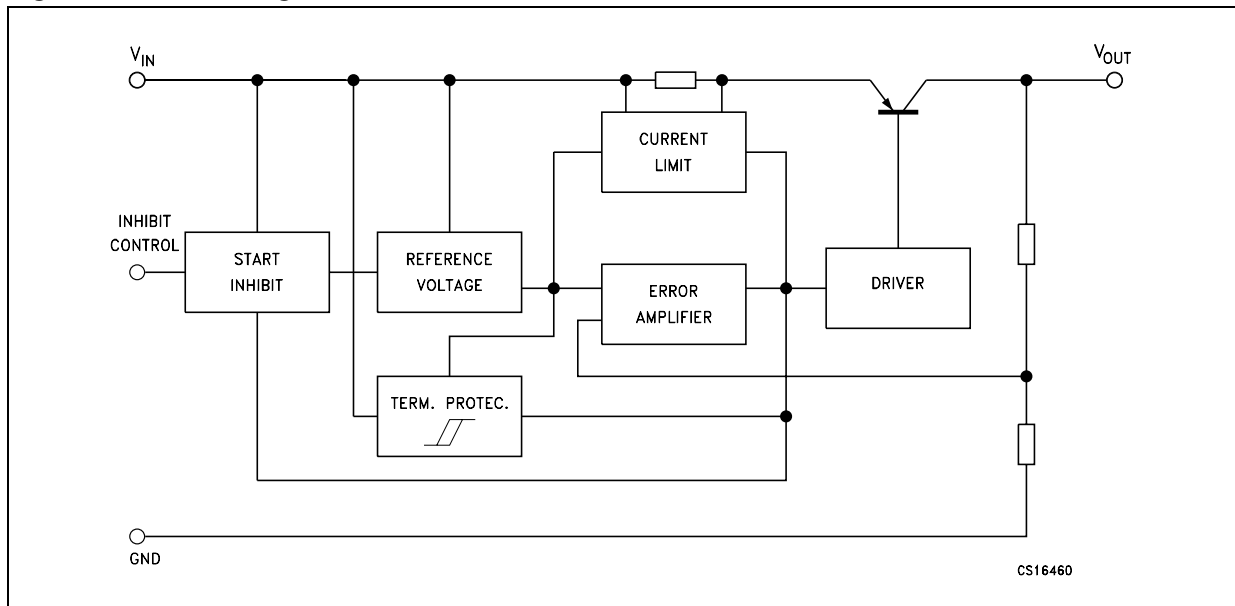 V_IN
V_OUT
CURRENT
LIMIT
INHIBIT
CONTROL
START
INHIBIT
REFERENCE
VOLTAGE
ERROR
AMPLIFIER
DRIVER
TERM. PROTEC.
GND
CS16460